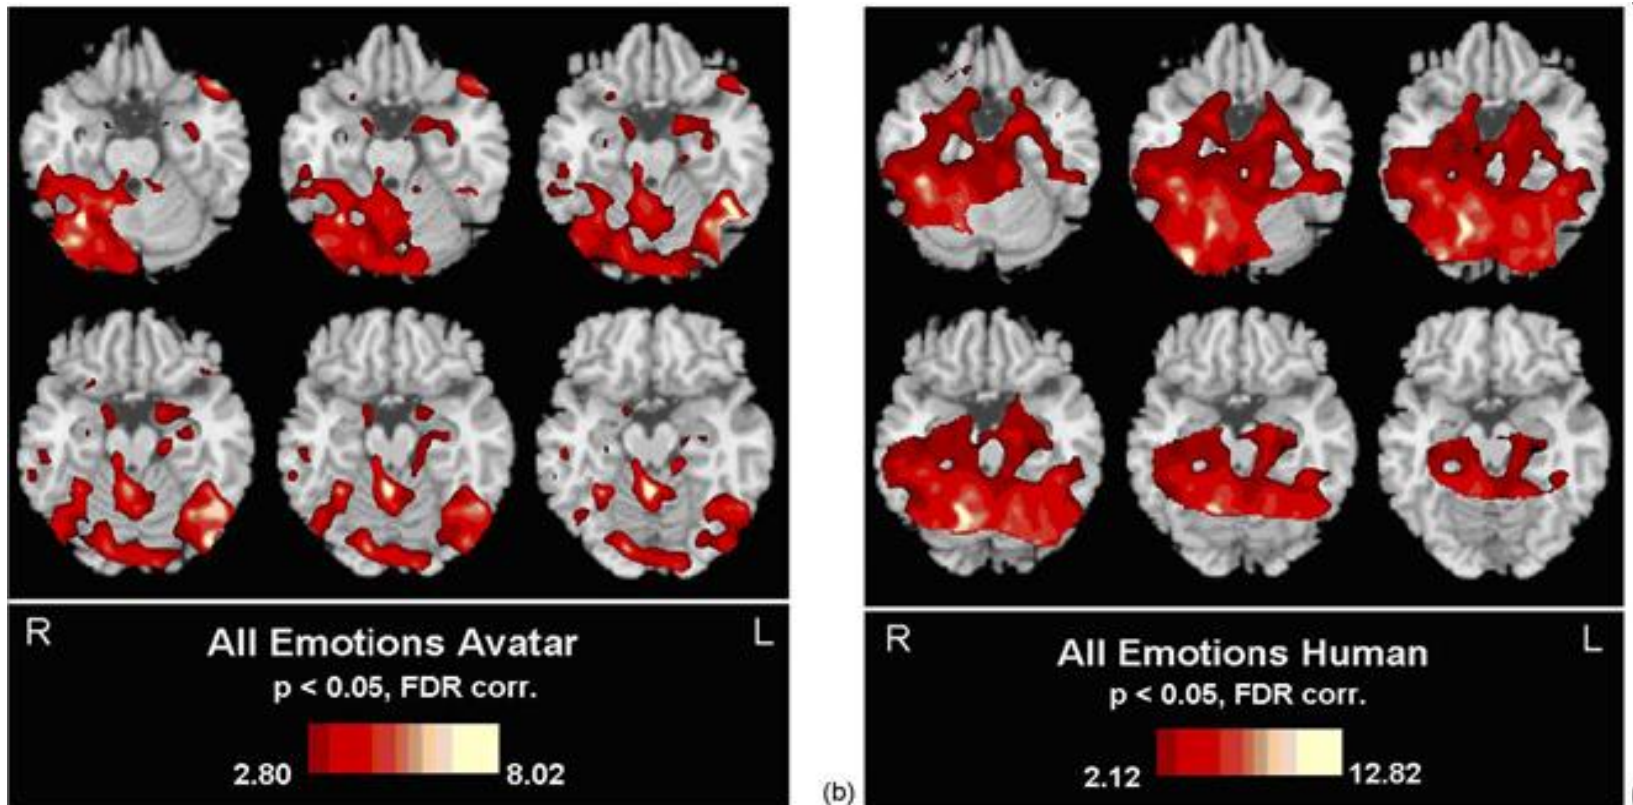 R
L
All Emotions Avatar
p < 0.05, FDR corr.
2.80
8.02
(b)
R
L
All Emotions Human
p < 0.05, FDR corr.
2.12
12.82